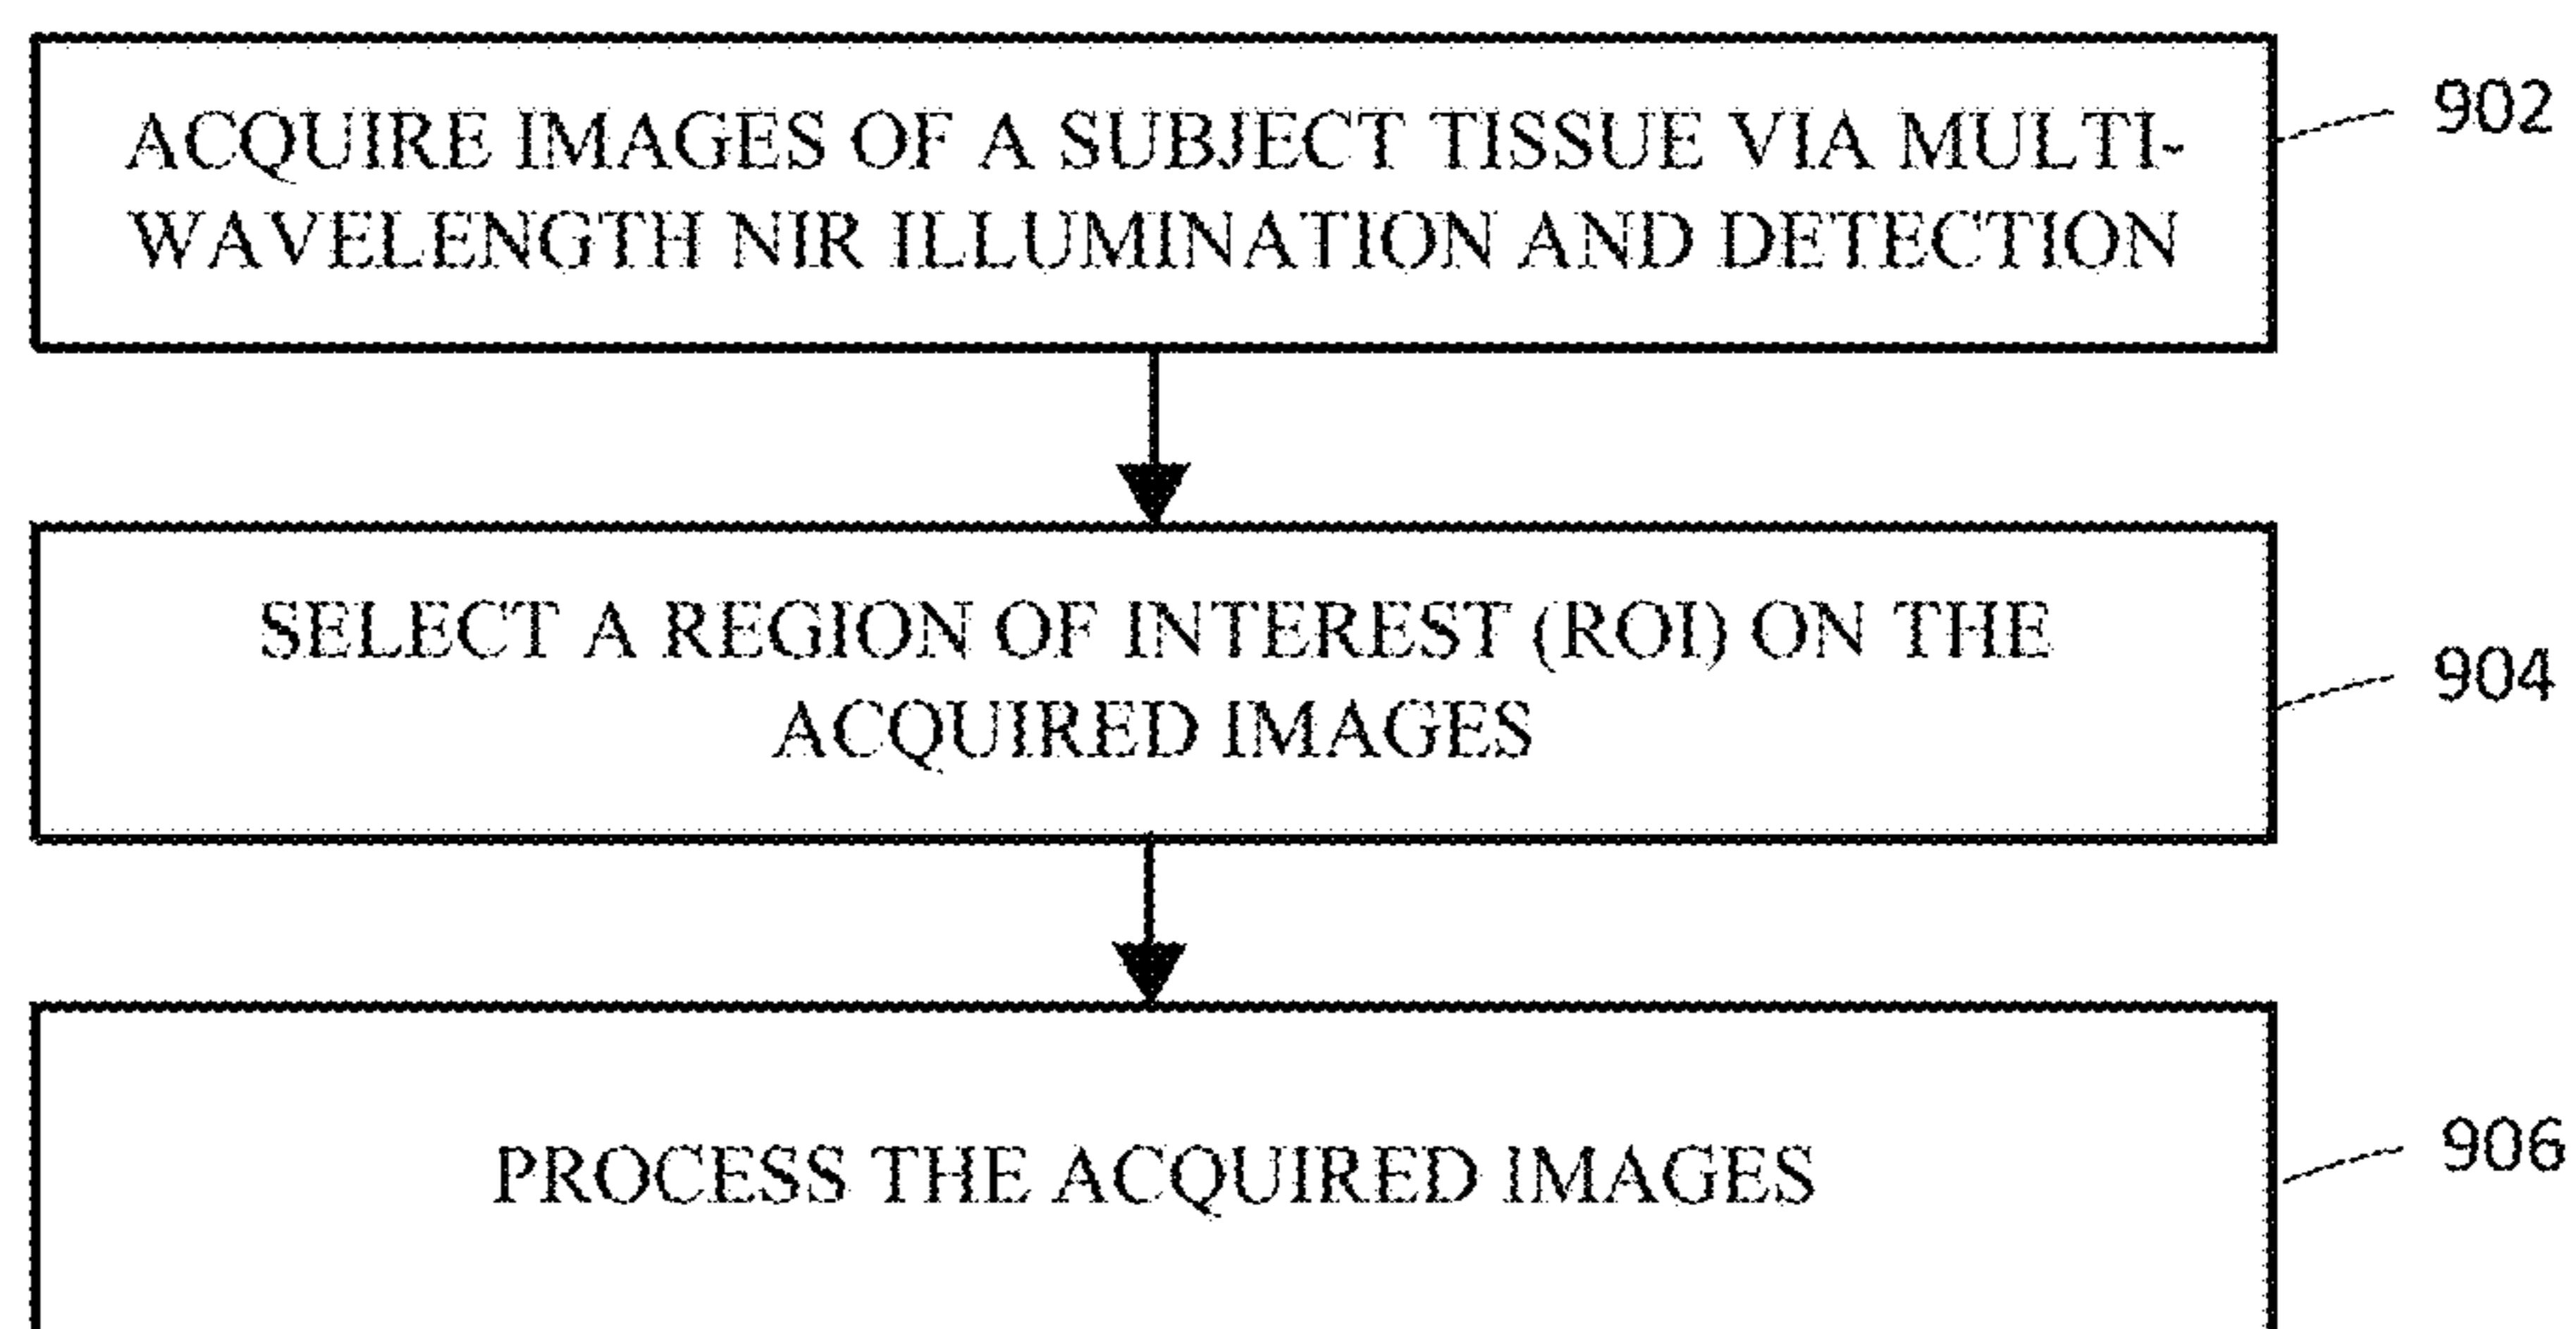 ACQUIRE IMAGES OF A SUBJECT TISSUE VIA MULTI-
WAVELENGTH NIR ILLUMINATION AND DETECTION
902
SELECT A REGION OF INTEREST (ROI) ON THE
ACQUIRED IMAGES
904
PROCESS THE ACQUIRED IMAGES
906